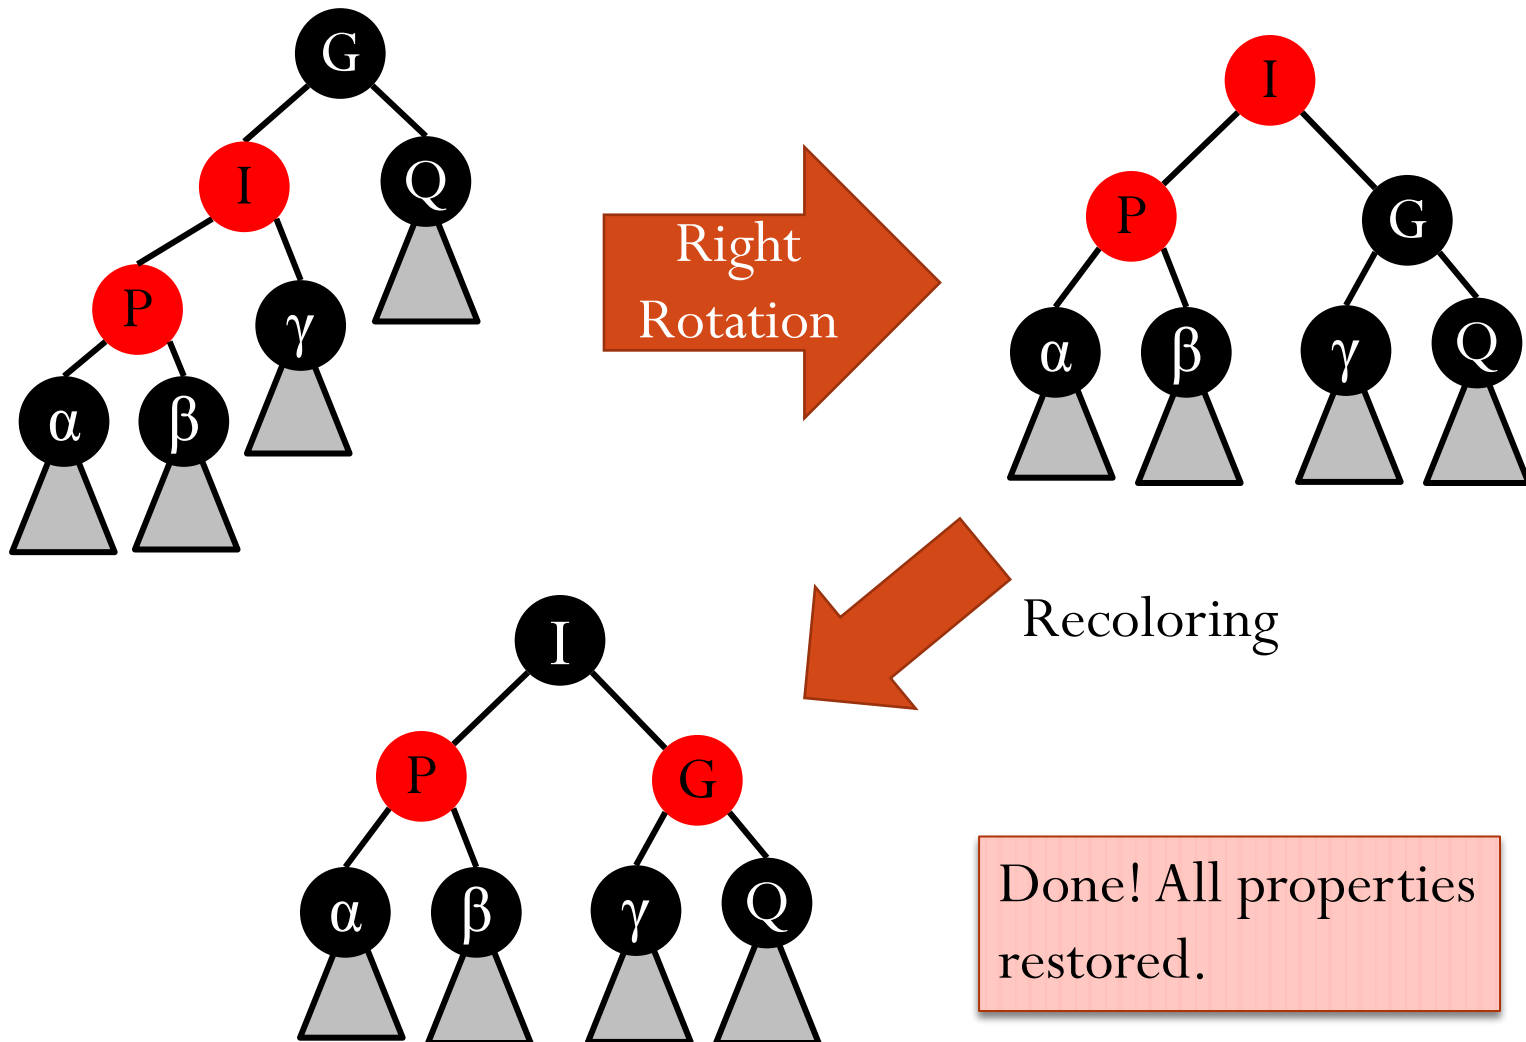 G
I
Q
P
γ
α
β
Right
Rotation
I
P
G
α
β
γ
Q
Recoloring
I
P
G
α
β
γ
Q
Done! All properties
restored.